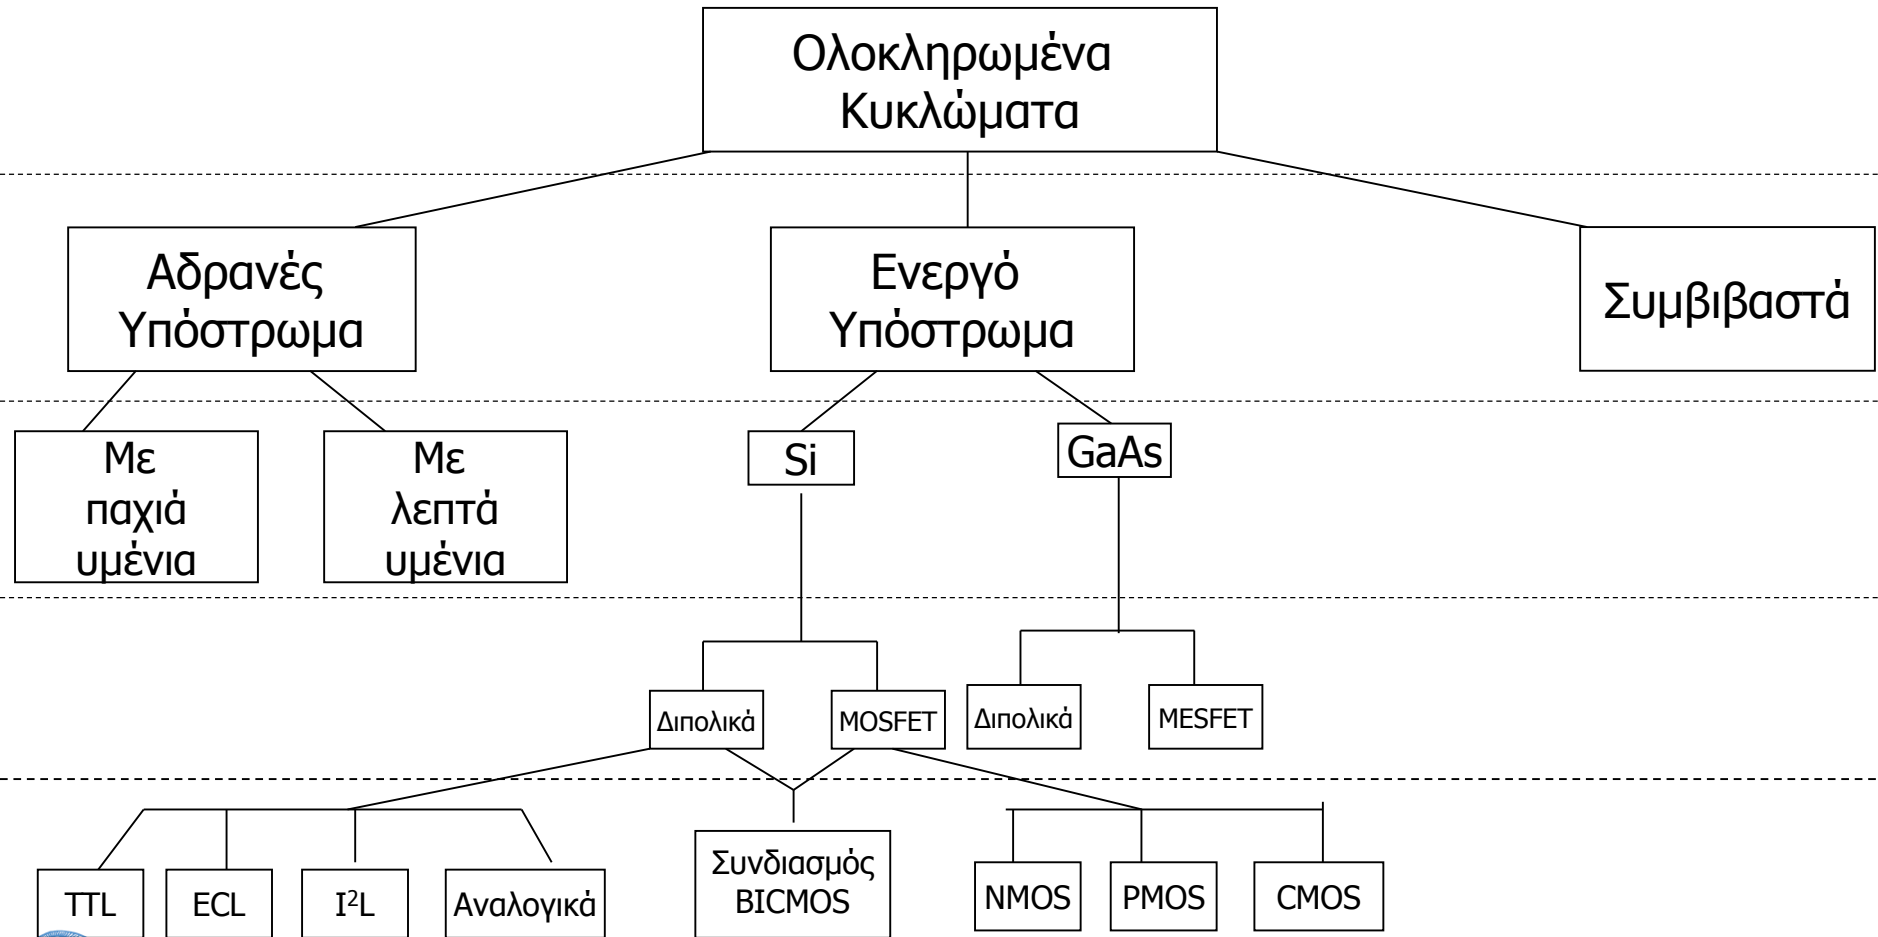 Ολοκληρωμένα
Κυκλώματα
Αδρανές
Υπόστρωμα
Ενεργό
Υπόστρωμα
Συμβιβαστά
Με
παχιά
υμένια
Με
λεπτά
υμένια
Si
GaAs
Διπολικά
MOSFET
Διπολικά
MESFET
TTL
ECL
I²L
Αναλογικά
Συνδιασμός
BICMOS
NMOS
PMOS
CMOS